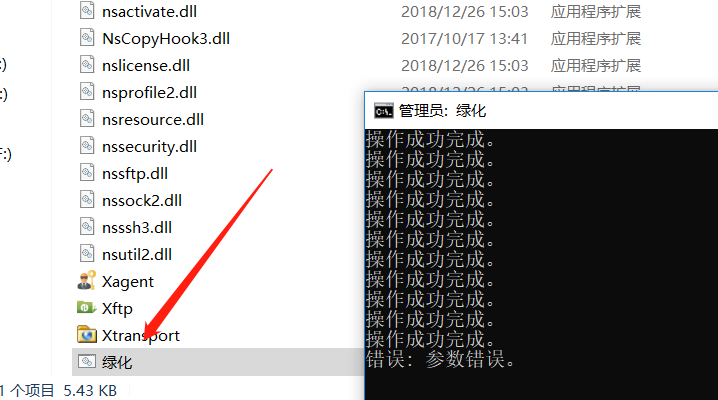 nsactivate.dll 2018/12/26 15:03 应用程序扩展
NsCopyHook3.dll 2017/10/17 13:41 应用程序扩展
nslicense.dll 2018/12/26 15:03 应用程序扩展
nsprofile2.dll
nsresource.dll
nssecurity.dll
nssftp.dll
nssock2.dll
nsssh3.dll
nsutil2.dll
Xagent
Xftp
Xtransport
绿化
1 个项目 5.43 KB
管理员: 绿化
操作成功完成。
操作成功完成。
操作成功完成。
操作成功完成。
操作成功完成。
操作成功完成。
操作成功完成。
操作成功完成。
操作成功完成。
操作成功完成。
操作成功完成。
错误: 参数错误。